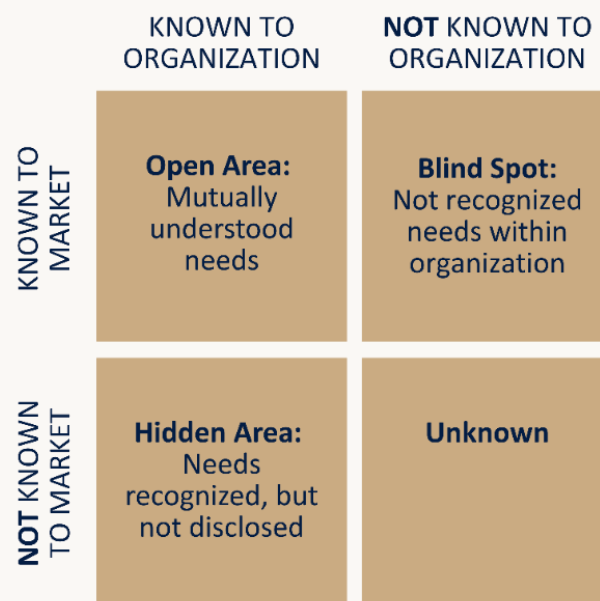 KNOWN TO
ORGANIZATION
NOT KNOWN TO
ORGANIZATION
KNOWN TO
MARKET
Open Area:
Mutually
understood
needs
Blind Spot:
Not recognized
needs within
organization
NOT KNOWN
TO MARKET
Hidden Area:
Needs
recognized, but
not disclosed
Unknown